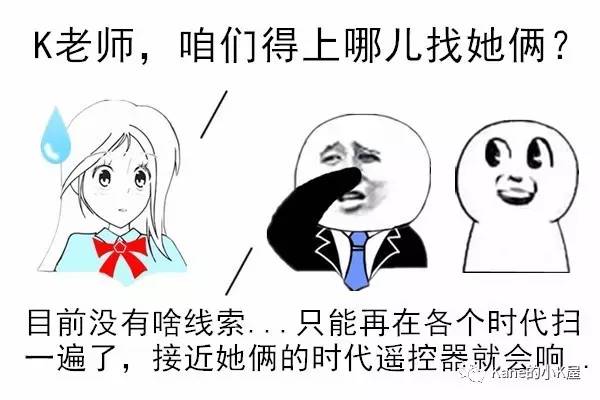 K老师，咱们得上哪儿找她俩？
目前没有啥线索...只能再在各个时代扫
一遍了，接近她俩的时代遥控器就会响..
Kane的小K屋